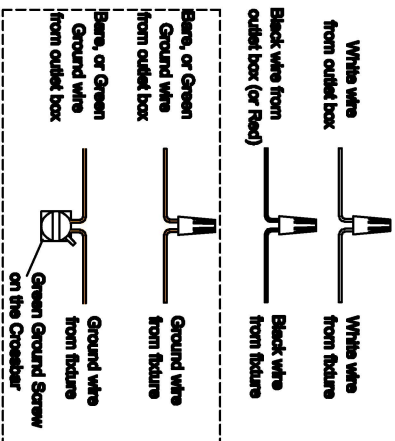 White wire
from outlet box
White wire
from fixture
Black wire from
outlet box (or Red)
Black wire
from fixture
Bare, or Green
Ground wire
from outlet box
Ground wire
from fixture
Bare, or Green
Ground wire
from outlet box
Ground wire
from fixture
Green Ground Screw
on the Crossbar